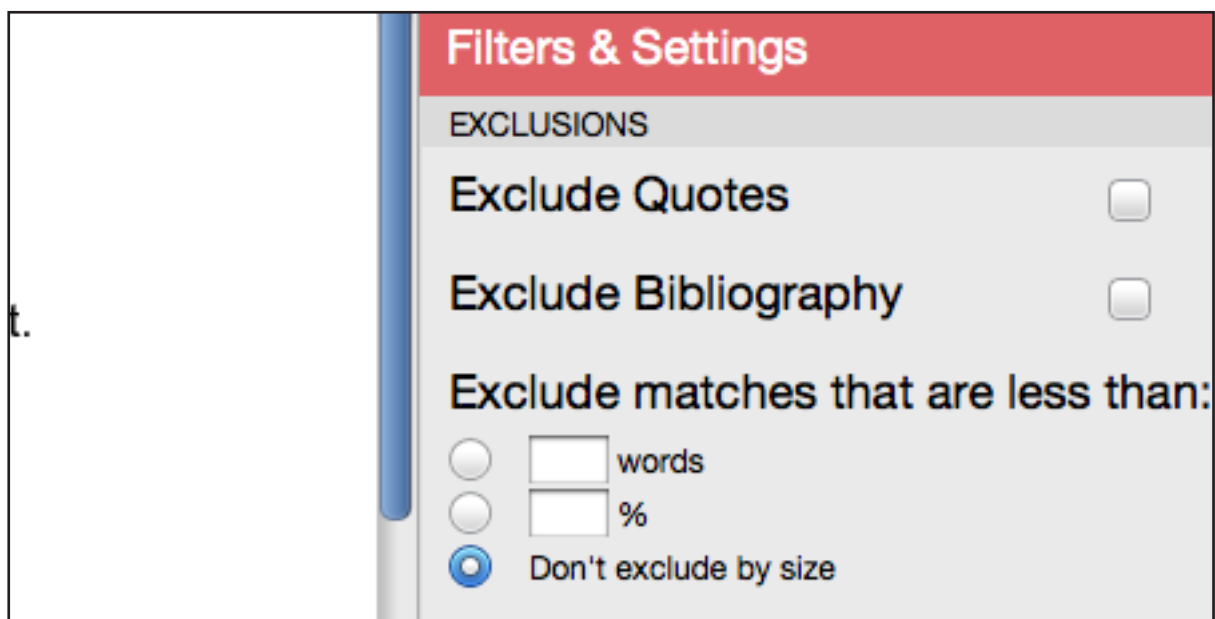 Filters & Settings
EXCLUSIONS
Exclude Quotes
Exclude Bibliography
t.
Exclude matches that are less than:
words
%
Don't exclude by size